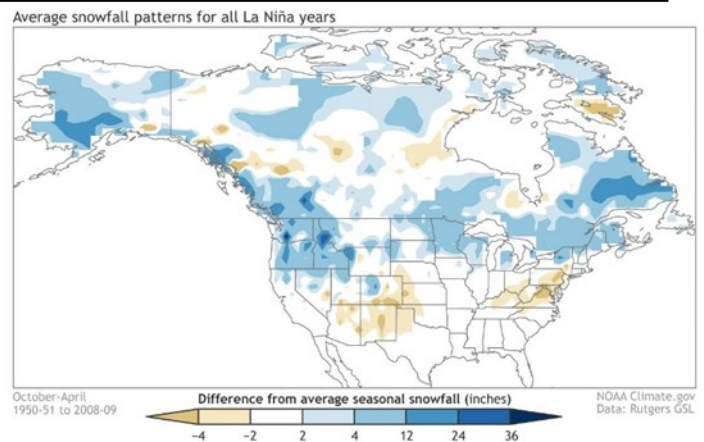 Average snowfall patterns for all La Niña years
October-April
1950-51 to 2008-09
Difference from average seasonal snowfall (inches)
−4 −2 2 4 12 24 36
NOAA Climate.gov
Data: Rutgers GSL